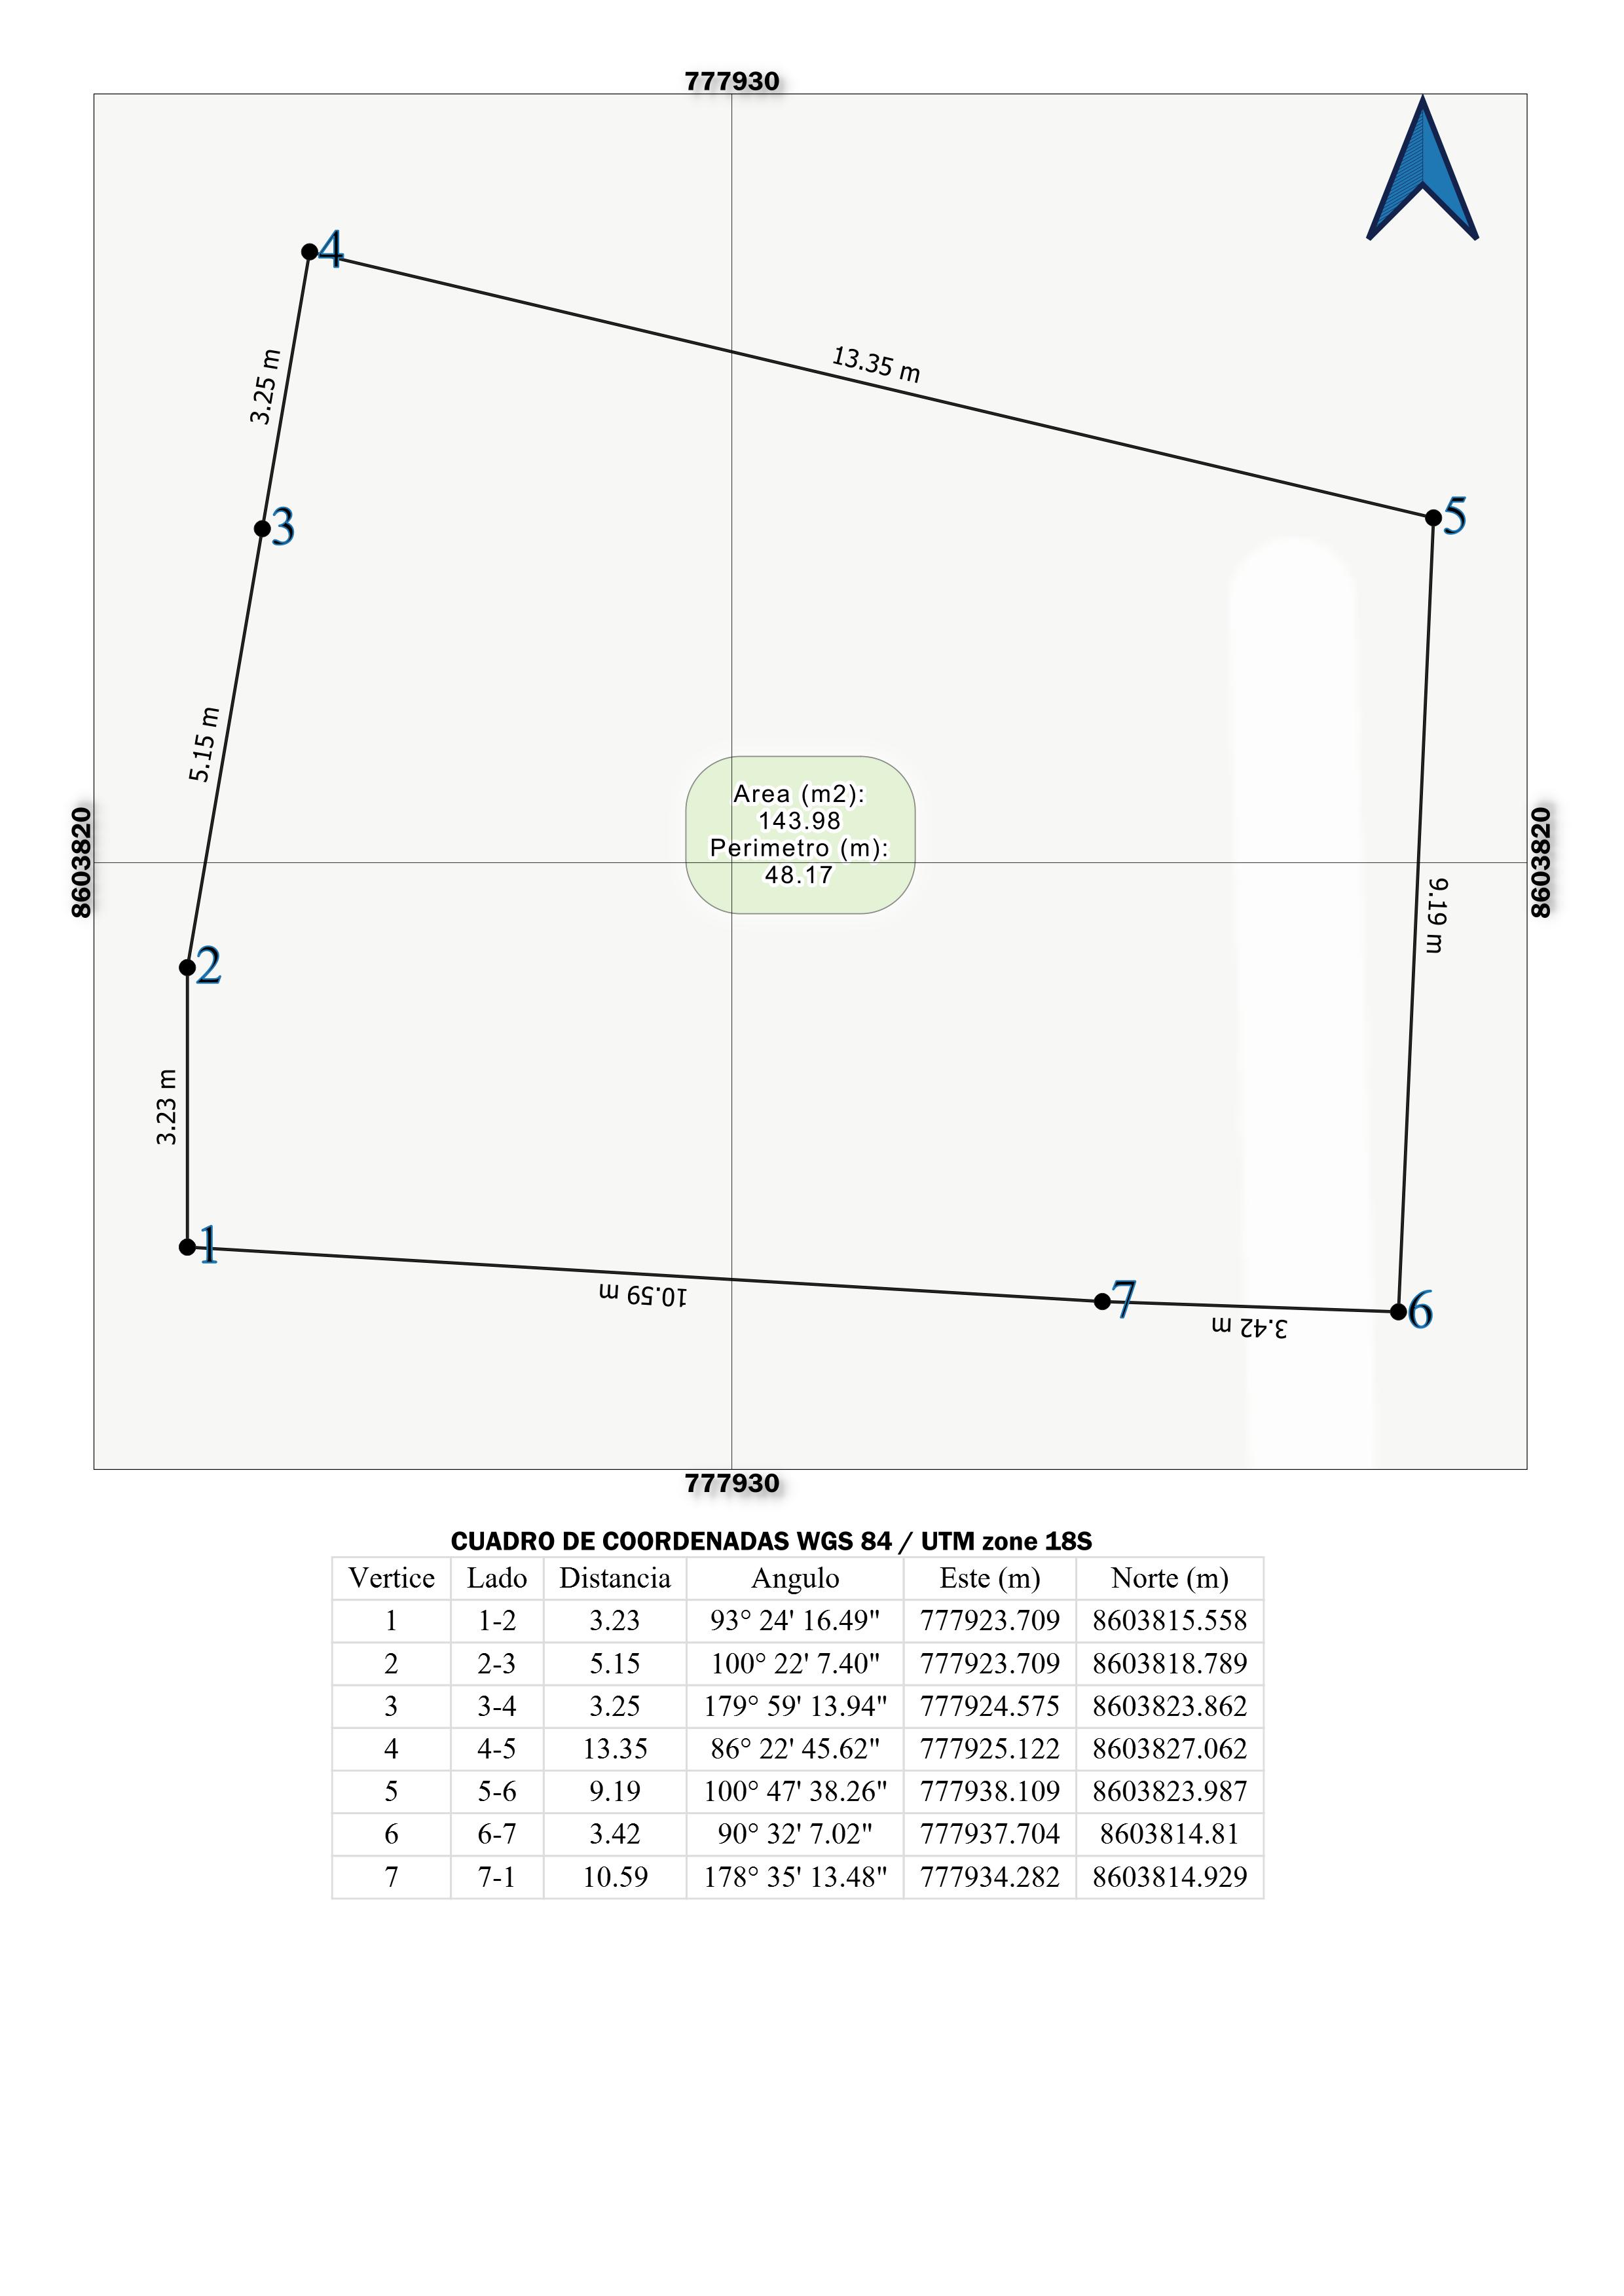 777930
4
13.35 m
3.25 m
3
5
5.15 m
Area (m2):
143.98
Perimetro (m):
48.17
8603820
8603820
9.19 m
2
3.23 m
1
10.59 m
7
3.42 m
6
777930
CUADRO DE COORDENADAS WGS 84 / UTM zone 18S
Vertice Lado Distancia Angulo Este (m) Norte (m)
1 1-2 3.23 93° 24' 16.49" 777923.709 8603815.558
2 2-3 5.15 100° 22' 7.40" 777923.709 8603818.789
3 3-4 3.25 179° 59' 13.94" 777924.575 8603823.862
4 4-5 13.35 86° 22' 45.62" 777925.122 8603827.062
5 5-6 9.19 100° 47' 38.26" 777938.109 8603823.987
6 6-7 3.42 90° 32' 7.02" 777937.704 8603814.81
7 7-1 10.59 178° 35' 13.48" 777934.282 8603814.929